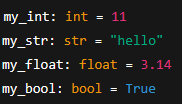 my_int: int = 11
my_str: str = "hello"
my_float: float = 3.14
my_bool: bool = True